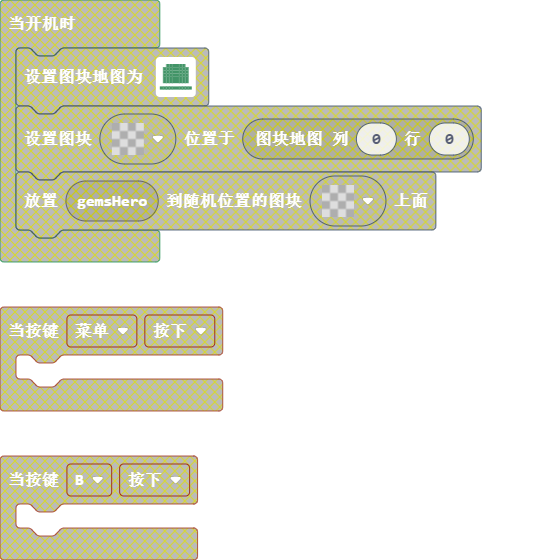 当开机时
设置图块地图为
设置图块 位置于 图块地图 列 0 行 0
放置 gemsHero 到随机位置的图块 上面
当按键 菜单 按下
当按键 B 按下